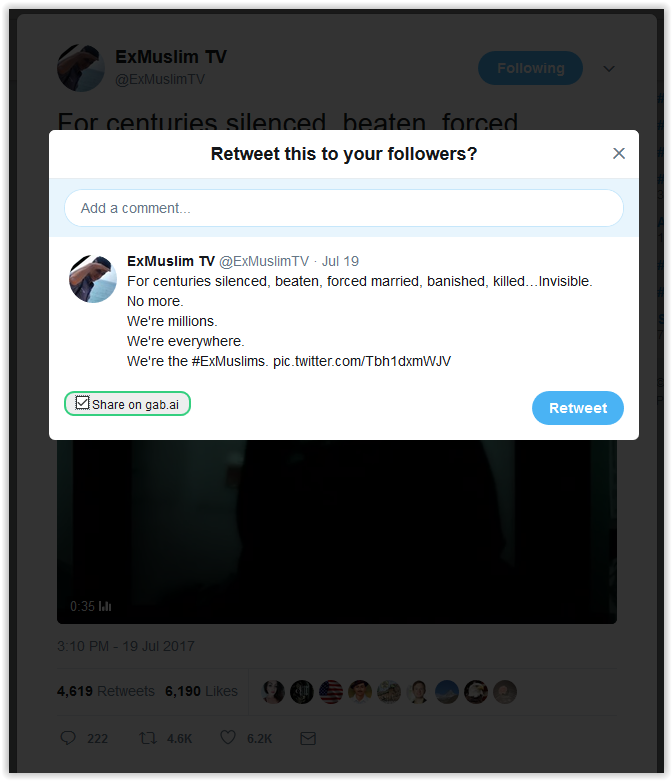 ExMuslim TV
@ExMuslimTV
Following
For centuries silenced, beaten, forced
Retweet this to your followers?
Add a comment...
ExMuslim TV @ExMuslimTV · Jul 19
For centuries silenced, beaten, forced married, banished, killed…Invisible.
No more.
We're millions.
We're everywhere.
We're the #ExMuslims. pic.twitter.com/Tbh1dxmWJV
Share on gab.ai
Retweet
0:35
3:10 PM - 19 Jul 2017
4,619 Retweets 6,190 Likes
222 4.6K 6.2K